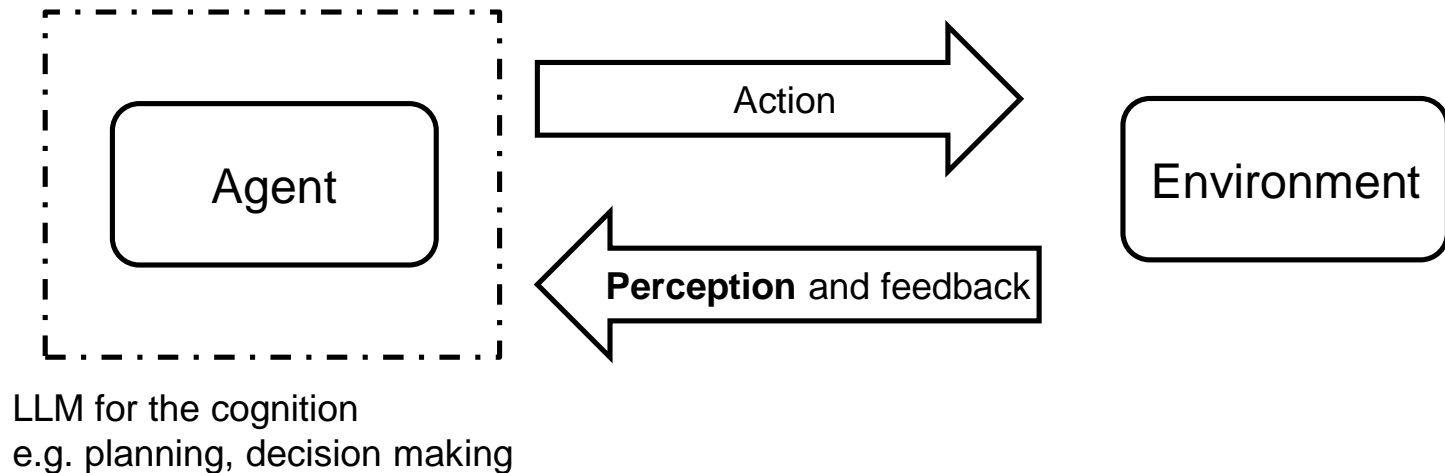 Action
Agent
Environment
Perception and feedback
LLM for the cognition
e.g. planning, decision making